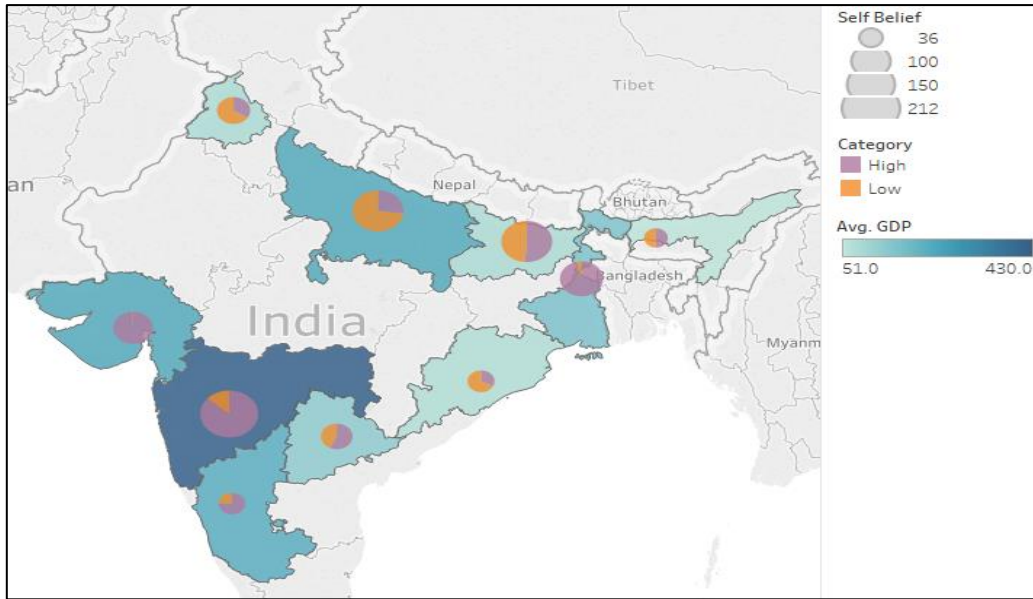 Tibet
an
Nepal
Bhutan
Bangladesh
India
Myanm
Self Belief
36
100
150
212
Category
High
Low
Avg. GDP
51.0 430.0